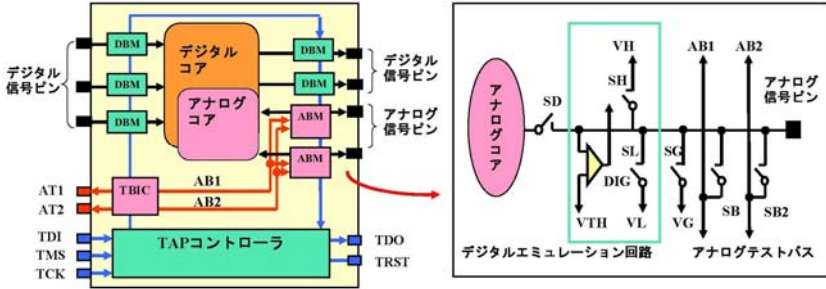 DBM
DBM
DBM
デジタル
信号ピン
デジタル
コア
アナログ
コア
DBM
DBM
ABM
ABM
デジタル
信号ピン
アナログ
信号ピン
TBIC
AB1
AB2
AT1
AT2
TDI
TMS
TCK
TAPコントローラ
TDO
TRST
アナログコア
SD
VH
SH
AB1
AB2
アナログ
信号ピン
SL
SG
DIG
SB
SB2
VTH
VL
VG
デジタルエミュレーション回路
アナログテストバス